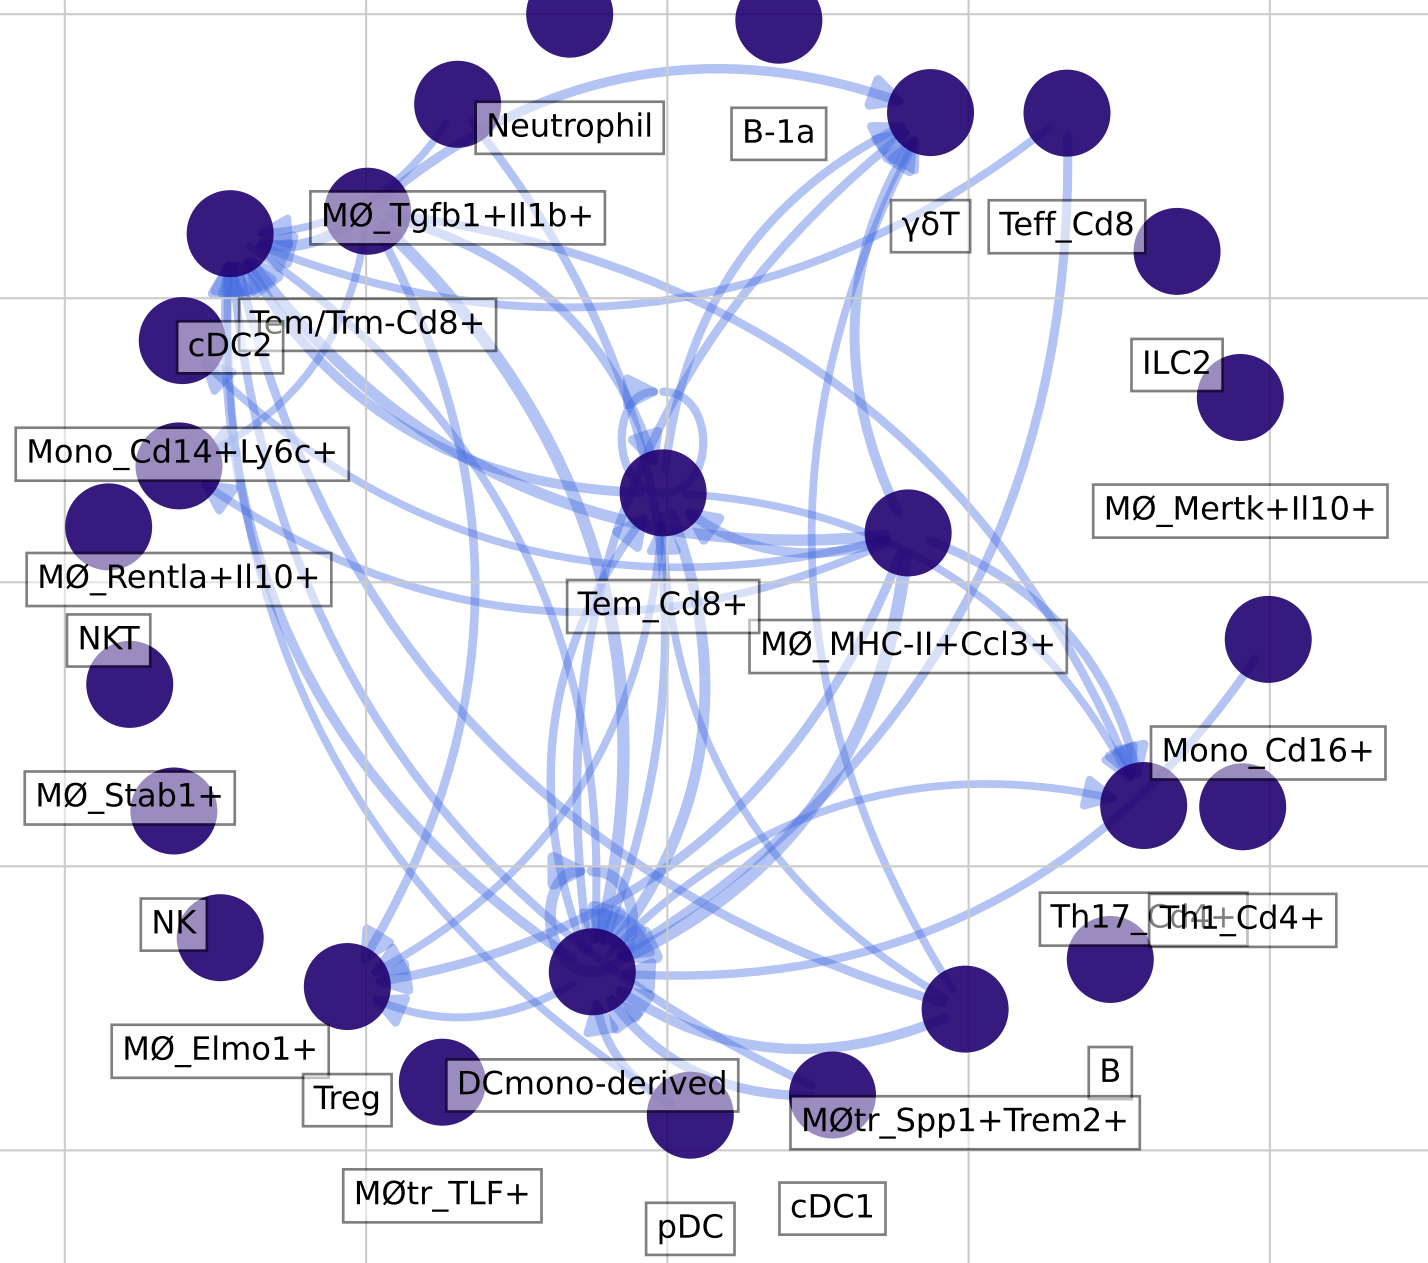 Neutrophil
B-1a
MØ_Tgfb1+Il1b+
γδT
Teff_Cd8
Tem/Trm-Cd8+
cDC2
ILC2
Mono_Cd14+Ly6c+
MØ_Mertk+Il10+
MØ_Rentla+Il10+
Tem_Cd8+
NKT
MØ_MHC-II+Ccl3+
Mono_Cd16+
MØ_Stab1+
NK
Th17_Cd4+
Th1_Cd4+
MØ_Elmo1+
B
Treg
DCmono-derived
MØtr_Spp1+Trem2+
MØtr_TLF+
cDC1
pDC